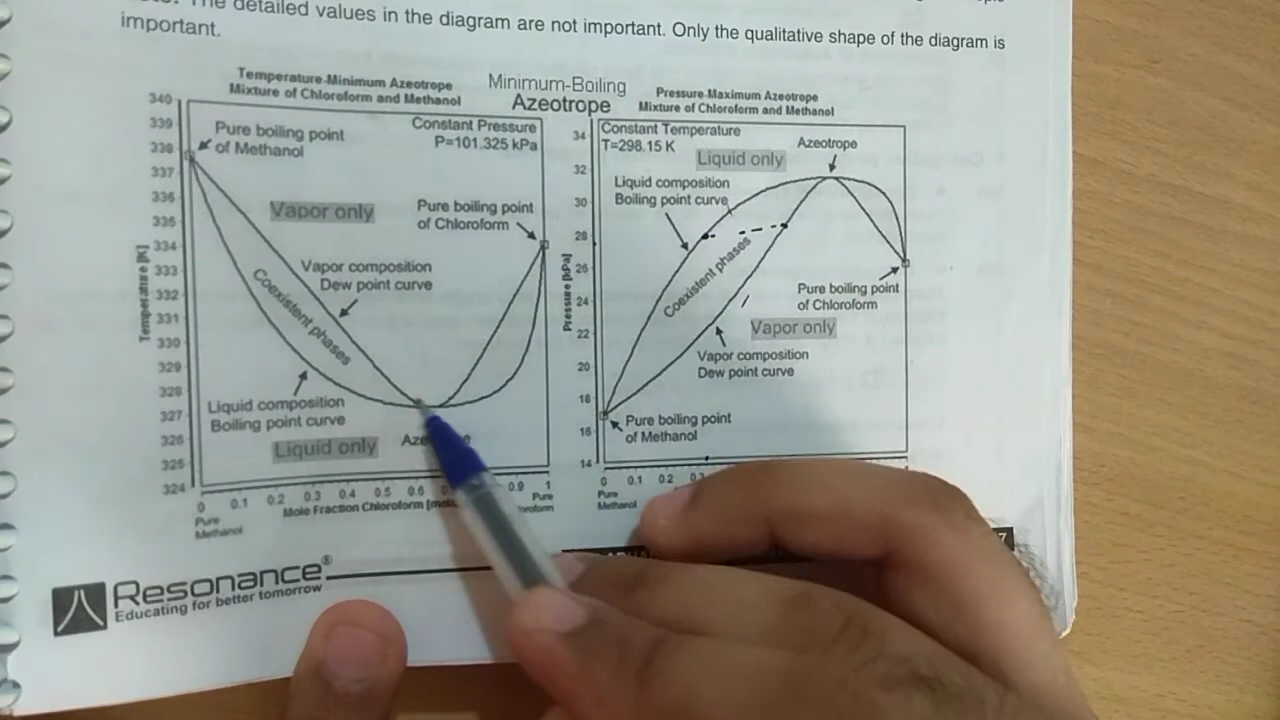 The detailed values in the diagram are not important. Only the qualitative shape of the diagram is
important.
Temperature-Minimum Azeotrope
Mixture of Chloroform and Methanol
Minimum-Boiling
Azeotrope
Pressure-Maximum Azeotrope
Mixture of Chloroform and Methanol
340
339
338
337
336
335
334
333
332
331
330
329
328
327
326
325
324
Temperature [K]
Pure boiling point
of Methanol
Constant Pressure
P=101.325 kPa
Vapor only
Pure boiling point
of Chloroform
Vapor composition
Dew point curve
Coexistent phases
Liquid composition
Boiling point curve
Liquid only
0 0.1 0.2 0.3 0.4 0.5 0.6 0.9 1
Pure
Methanol
Mole Fraction Chloroform
Pure
34
32
30
28
26
24
22
20
18
16
14
Pressure [kPa]
Constant Temperature
T=298.15 K
Liquid only
Azeotrope
Liquid composition
Boiling point curve
Coexistent phases
Pure boiling point
of Chloroform
Vapor only
Vapor composition
Dew point curve
Pure boiling point
of Methanol
0 0.1 0.2
Pure
Methanol
7
Resonance®
Educating for better tomorrow